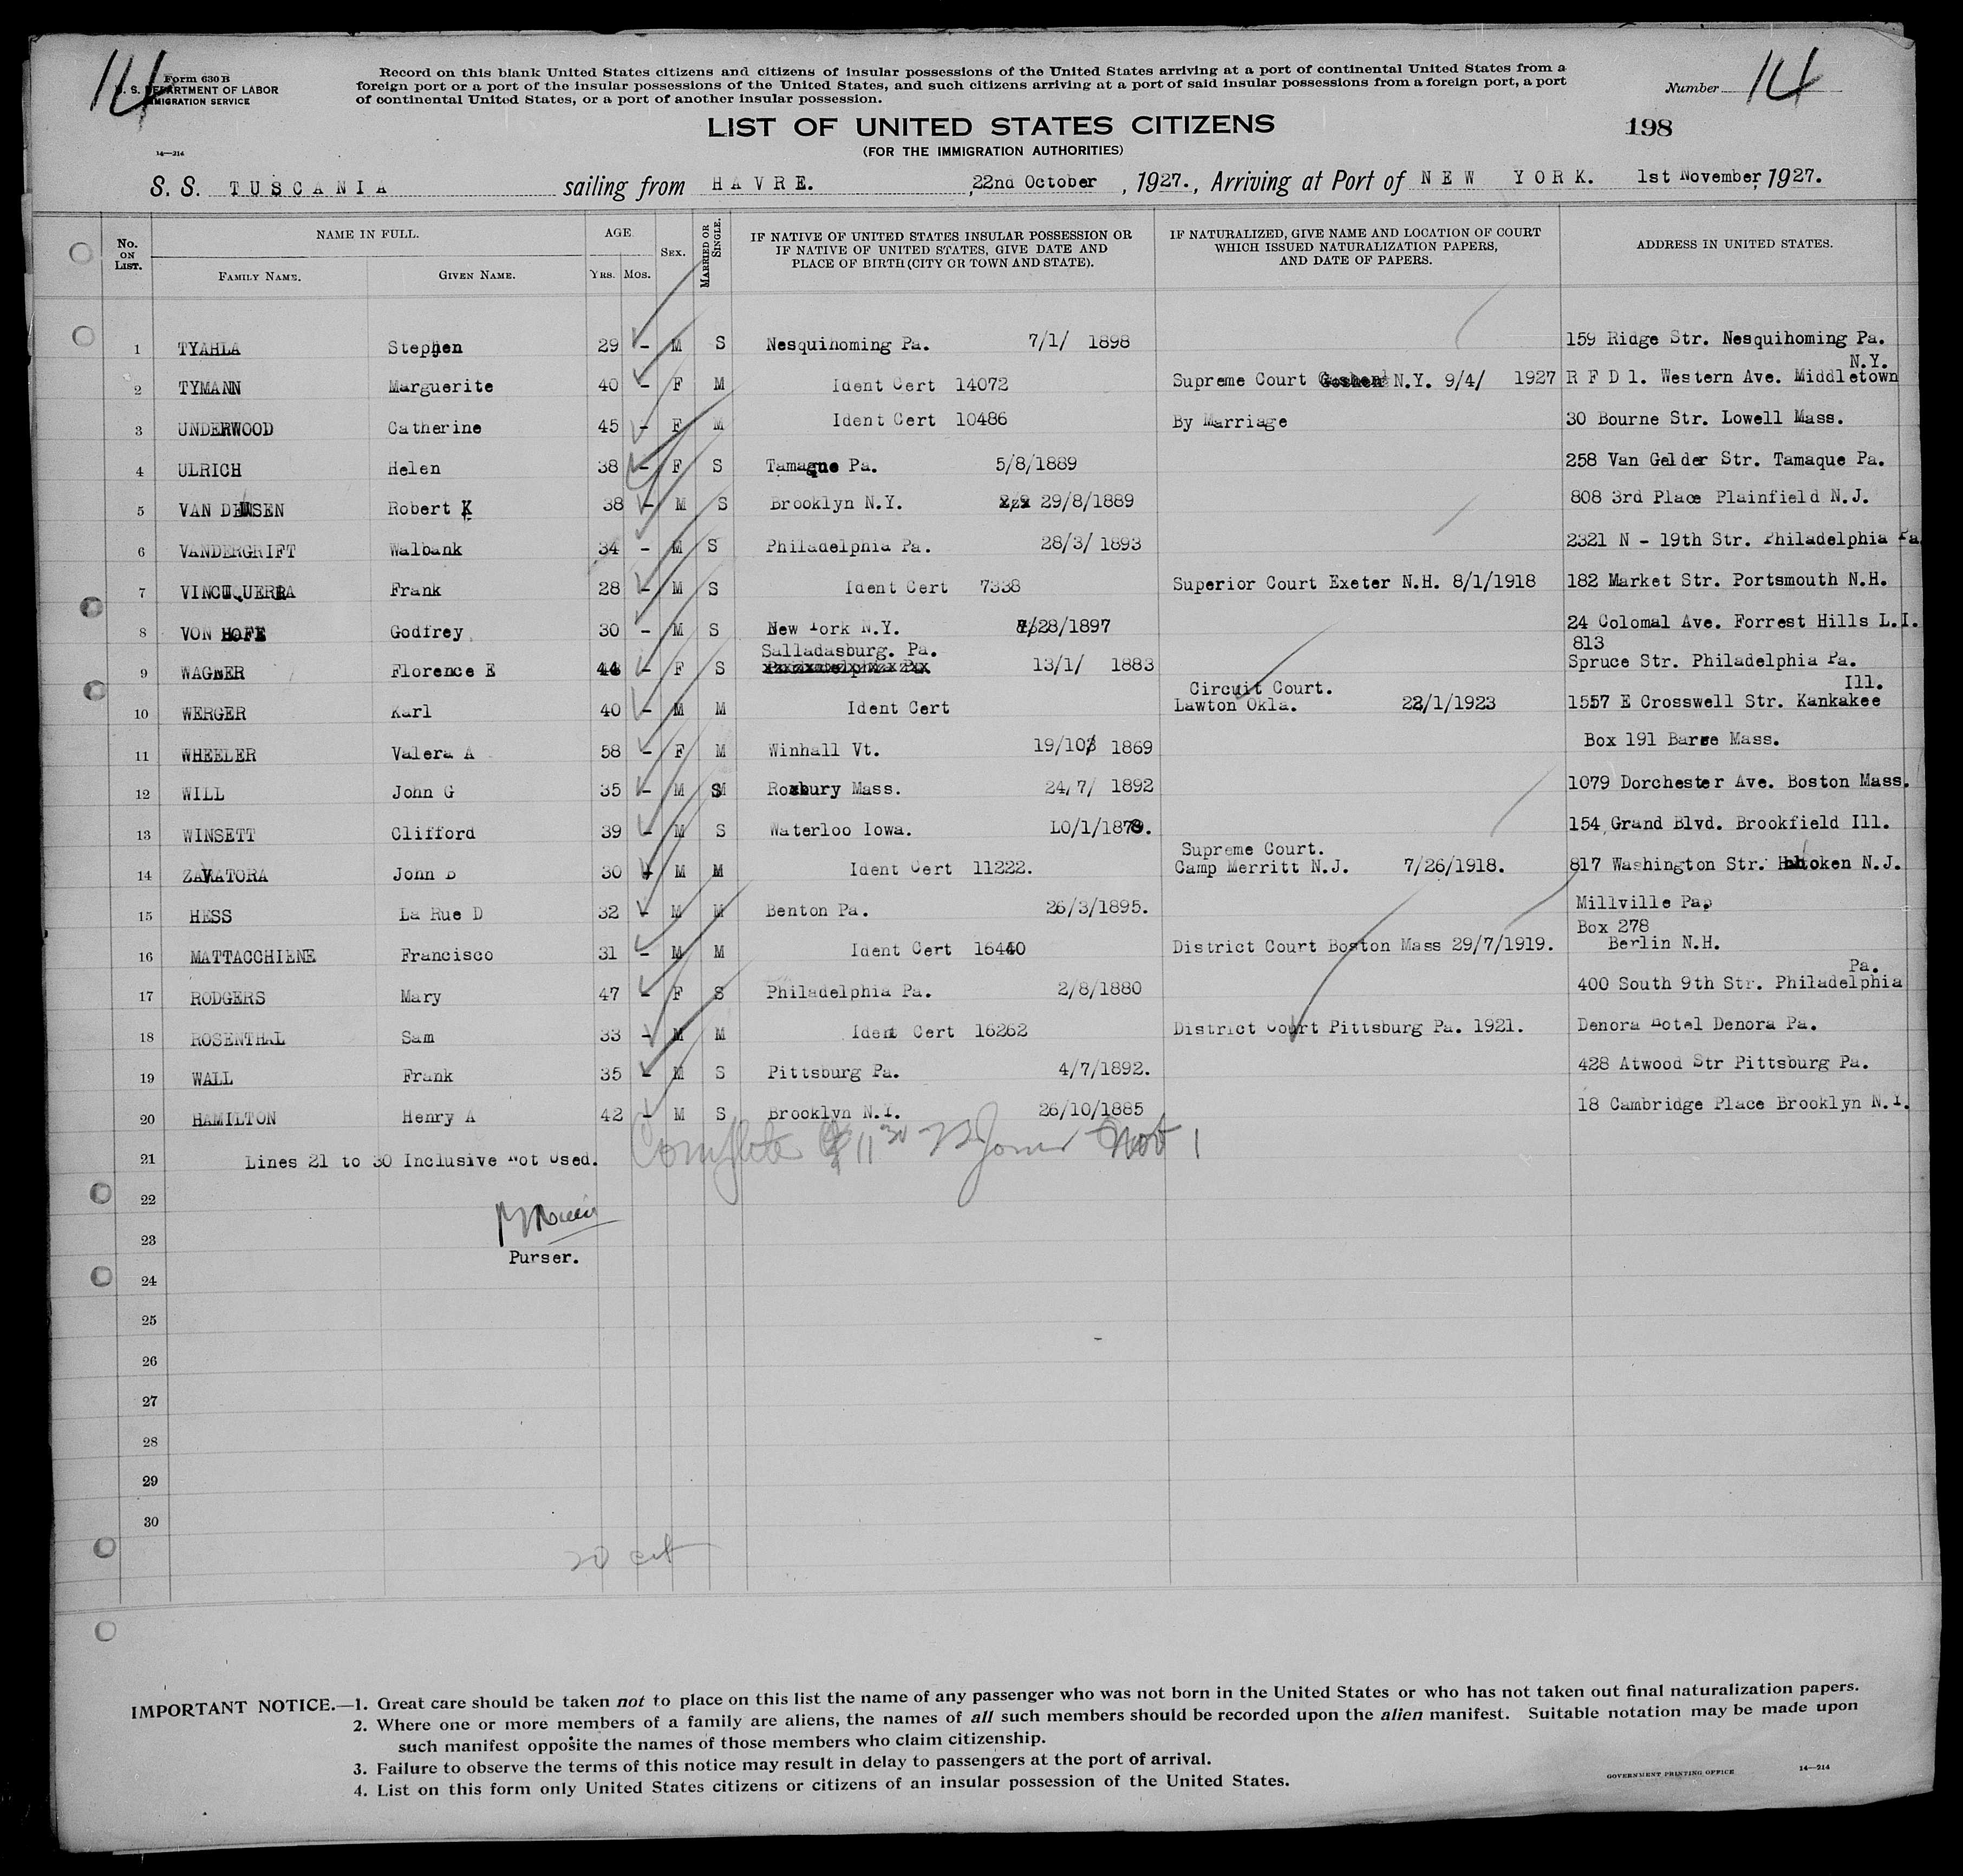 14
Form 630 B
U. S. DEPARTMENT OF LABOR
IMMIGRATION SERVICE
14—214
Record on this blank United States citizens and citizens of insular possessions of the United States arriving at a port of continental United States from a
foreign port or a port of the insular possessions of the United States, and such citizens arriving at a port of said insular possessions from a foreign port, a port
of continental United States, or a port of another insular possession.
Number 14
LIST OF UNITED STATES CITIZENS
198
(FOR THE IMMIGRATION AUTHORITIES)
S. S. TUSCANIA sailing from HAVRE. , 22nd October , 1927. , Arriving at Port of NEW YORK. 1st November, 1927.
No. ON LIST. NAME IN FULL. FAMILY NAME. GIVEN NAME. AGE. YRS. MOS. SEX. MARRIED OR SINGLE. IF NATIVE OF UNITED STATES INSULAR POSSESSION OR IF NATIVE OF UNITED STATES, GIVE DATE AND PLACE OF BIRTH (CITY OR TOWN AND STATE). IF NATURALIZED, GIVE NAME AND LOCATION OF COURT WHICH ISSUED NATURALIZATION PAPERS, AND DATE OF PAPERS. ADDRESS IN UNITED STATES.
1 TYAHLA Stephen 29 - M S Nesquihoming Pa. 7/1/ 1898 159 Ridge Str. Nesquihoming Pa.
2 TYMANN Marguerite 40 - F M Ident Cert 14072 Supreme Court Goshen N.Y. 9/4/ 1927 R F D 1. Western Ave. Middletown N.Y.
3 UNDERWOOD Catherine 45 - F M Ident Cert 10486 By Marriage 30 Bourne Str. Lowell Mass.
4 ULRICH Helen 38 - F S Tamaque Pa. 5/8/1889 258 Van Gelder Str. Tamaque Pa.
5 VAN DEUSEN Robert K 38 - M S Brooklyn N.Y. 29/8/1889 808 3rd Place Plainfield N.J.
6 VANDERGRIFT Walbank 34 - M S Philadelphia Pa. 28/3/ 1893 2321 N - 19th Str. Philadelphia Pa
7 Frank 28 - M S Ident Cert 7338 Superior Court Exeter N.H. 8/1/1918 182 Market Str. Portsmouth N.H.
8 VON HOFE Godfrey 30 - M S New York N.Y. /28/1897 24 Colomal Ave. Forrest Hills L.I.
9 WAGNER Florence E 44 - F S Salladasburg. Pa. 13/1/ 1883 813 Spruce Str. Philadelphia Pa.
10 WERGER Karl 40 - M M Ident Cert Circuit Court. Lawton Okla. 22/1/1923 1557 E Crosswell Str. Kankakee Ill.
11 WHEELER Valera A 58 - F M Winhall Vt. 19/10/ 1869 Box 191 Barre Mass.
12 WILL John G 35 - M S Roxbury Mass. 24/7/ 1892 1079 Dorchester Ave. Boston Mass.
13 WINSETT Clifford 39 - M S Waterloo Iowa. 154 Grand Blvd. Brookfield Ill.
14 ZAVATORA John B 30 - M M Ident Cert 11222. Supreme Court. Camp Merritt N.J. 7/26/1918. 817 Washington Str. Hoboken N.J.
15 HESS La Rue D 32 - M M Benton Pa. 26/3/1895. Millville Pa
16 MATTACCHIENE Francisco 31 - M M Ident Cert 16440 District Court Boston Mass 29/7/1919. Box 278 Berlin N.H.
17 RODGERS Mary 47 - F S Philadelphia Pa. 2/8/1880 400 South 9th Str. Philadelphia Pa.
18 ROSENTHAL Sam 33 - M M Ident Cert 16262 District Court Pittsburg Pa. 1921. Denora Hotel Denora Pa.
19 WALL Frank 35 - M S Pittsburg Pa. 4/7/1892. 428 Atwood Str Pittsburg Pa.
20 HAMILTON Henry A 42 - M S Brooklyn N.Y. 26/10/1885 18 Cambridge Place Brooklyn N.Y.
Complete Nov 1
21 Lines 21 to 30 Inclusive Not Used.
22
23
Purser.
24
25
26
27
28
29
30
20
IMPORTANT NOTICE.—1. Great care should be taken not to place on this list the name of any passenger who was not born in the United States or who has not taken out final naturalization papers.
2. Where one or more members of a family are aliens, the names of all such members should be recorded upon the alien manifest. Suitable notation may be made upon
such manifest opposite the names of those members who claim citizenship.
3. Failure to observe the terms of this notice may result in delay to passengers at the port of arrival.
4. List on this form only United States citizens or citizens of an insular possession of the United States.
GOVERNMENT PRINTING OFFICE 14—214